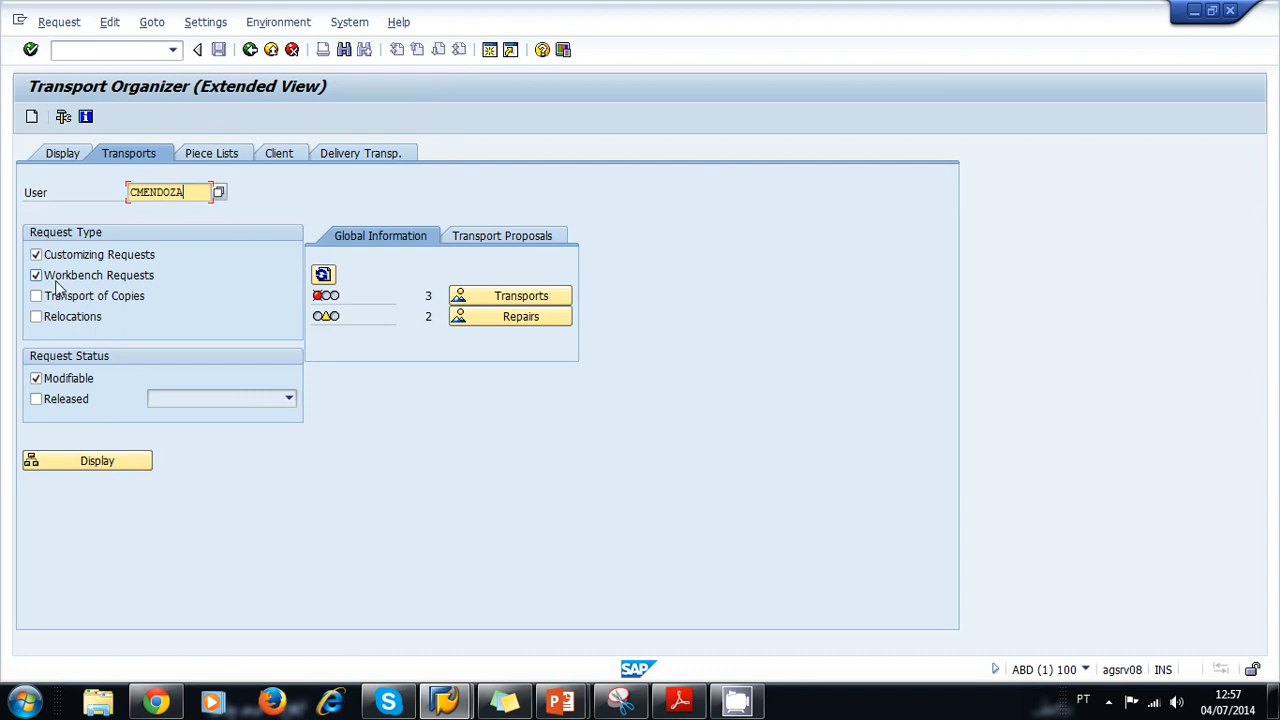 Request Edit Goto Settings Environment System Help
Transport Organizer (Extended View)
Display Transports Piece Lists Client Delivery Transp.
User CMENDOZA
Request Type
Customizing Requests
Workbench Requests
Transport of Copies
Relocations
Global Information Transport Proposals
3 Transports
2 Repairs
Request Status
Modifiable
Released
Display
SAP ABD (1) 100 agsrv08 INS
PT 12:57
04/07/2014